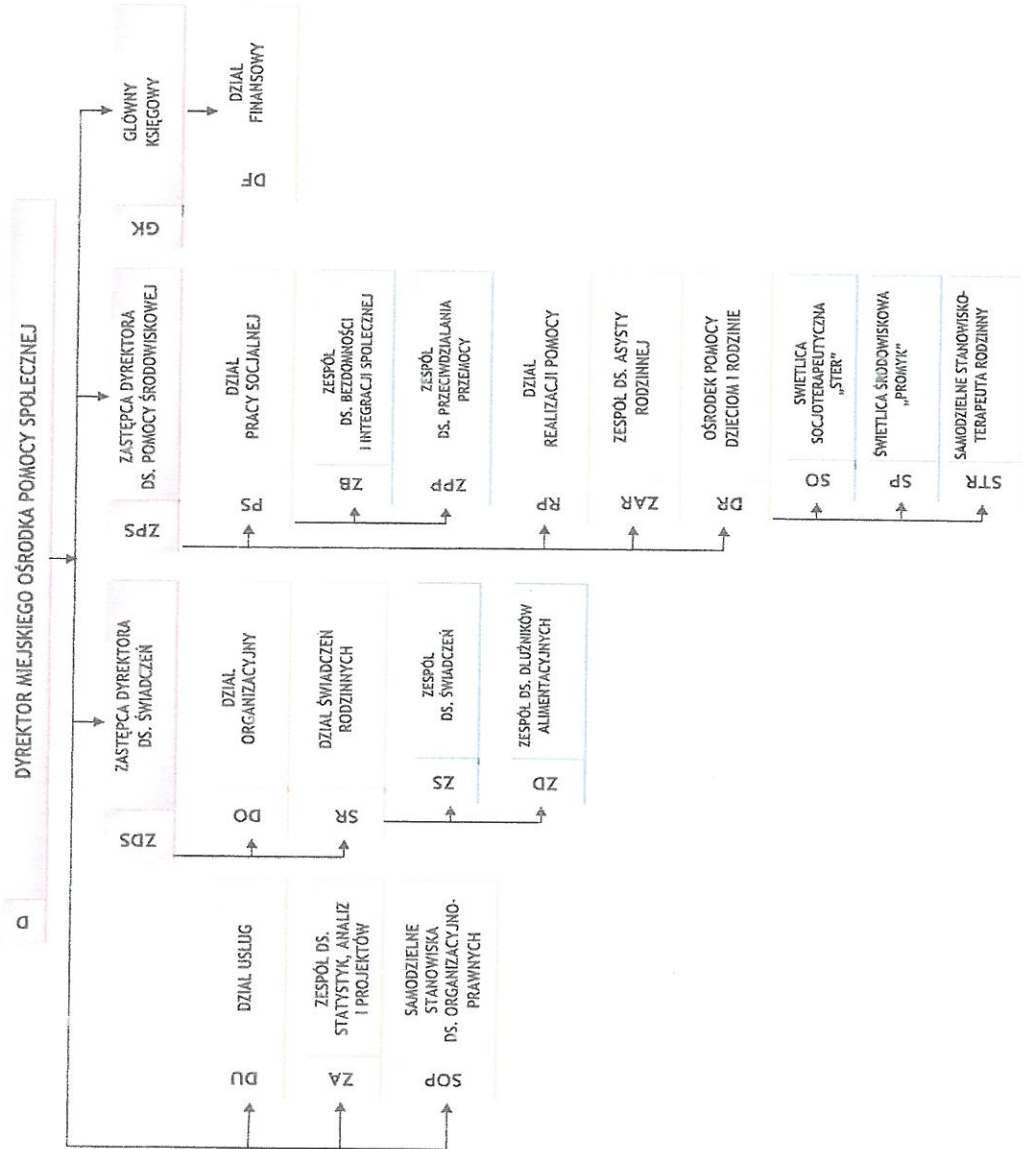 D
DYREKTOR MIEJSKIEGO OŚRODKA POMOCY SPOŁECZNEJ
DU
DZIAŁ USŁUG
ZA
ZESPÓŁ DS.
STATYSTYK, ANALIZ
I PROJEKTÓW
SOP
SAMODZIELNE
STANOWISKA
DS. ORGANIZACYJNO-
PRAWNYCH
ZDS
ZASTĘPCA DYREKTORA
DS. ŚWIADCZEŃ
DO
DZIAŁ
ORGANIZACYJNY
SR
DZIAŁ ŚWIADCZEŃ
RODZINNYCH
ZS
ZESPÓŁ
DS. ŚWIADCZEŃ
ZD
ZESPÓŁ DS. DŁUŻNIKÓW
ALIMENTACYJNYCH
ZPS
ZASTĘPCA DYREKTORA
DS. POMOCY ŚRODOWISKOWEJ
PS
DZIAŁ
PRACY SOCJALNEJ
ZB
ZESPÓŁ
DS. BEZDOMNOŚCI
I INTEGRACJI SPOŁECZNEJ
ZPP
ZESPÓŁ
DS. PRZECIWDZIAŁANIA
PRZEMOCY
RP
DZIAŁ
REALIZACJI POMOCY
ZAR
ZESPÓŁ DS. ASYSTY
RODZINNEJ
DR
OŚRODEK POMOCY
DZIECIOM I RODZINIE
SO
ŚWIETLICA
SOCJOTERAPEUTYCZNA
„STER"
SP
ŚWIETLICA ŚRODOWISKOWA
„PROMYK"
STR
SAMODZIELNE STANOWISKO-
TERAPEUTA RODZINNY
GK
GŁÓWNY
KSIĘGOWY
DF
DZIAŁ
FINANSOWY